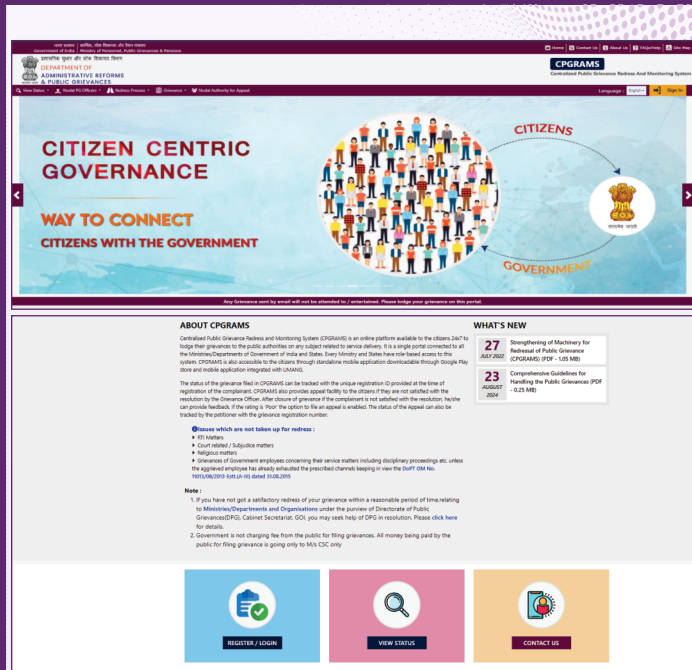 भारत सरकार कार्मिक, लोक शिकायत और पेंशन मंत्रालय
Government of India Ministry of Personnel, Public Grievances & Pensions
Home Contact Us About Us FAQs/Help Site Map
प्रशासनिक सुधार और लोक शिकायत विभाग
DEPARTMENT OF
ADMINISTRATIVE REFORMS
& PUBLIC GRIEVANCES
CPGRAMS
Centralised Public Grievance Redress And Monitoring System
View Status Nodal PG Officers Redress Process Grievance Nodal Authority for Appeal
Language : English Sign In
CITIZEN CENTRIC
GOVERNANCE
WAY TO CONNECT
CITIZENS WITH THE GOVERNMENT
CITIZENS
सत्यमेव जयते
GOVERNMENT
Any Grievance sent by email will not be attended to / entertained. Please lodge your grievance on this portal.
ABOUT CPGRAMS
Centralised Public Grievance Redress and Monitoring System (CPGRAMS) is an online platform available to the citizens 24x7 to
lodge their grievances to the public authorities on any subject related to service delivery. It is a single portal connected to all
the Ministries/Departments of Government of India and States. Every Ministry and States have role-based access to this
system. CPGRAMS is also accessible to the citizens through standalone mobile application downloadable through Google Play
store and mobile application integrated with UMANG.
The status of the grievance filed in CPGRAMS can be tracked with the unique registration ID provided at the time of
registration of the complainant. CPGRAMS also provides appeal facility to the citizens if they are not satisfied with the
resolution by the Grievance Officer. After closure of grievance if the complainant is not satisfied with the resolution, he/she
can provide feedback. If the rating is 'Poor' the option to file an appeal is enabled. The status of the Appeal can also be
tracked by the petitioner with the grievance registration number.
Issues which are not taken up for redress :
RTI Matters
Court related / Subjudice matters
Religious matters
Grievances of Government employees concerning their service matters including disciplinary proceedings etc. unless
the aggrieved employee has already exhausted the prescribed channels keeping in view the DoPT OM No.
11013/08/2013-Estt.(A-III) dated 31.08.2015
Note :
1. If you have not got a satifactory redress of your grievance within a reasonable period of time,relating
to Ministries/Departments and Organisations under the purview of Directorate of Public
Grievances(DPG), Cabinet Secretariat, GOI, you may seek help of DPG in resolution. Please click here
for details.
2. Government is not charging fee from the public for filing grievances. All money being paid by the
public for filing grievance is going only to M/s CSC only
WHAT'S NEW
27
JULY 2022
Strengthening of Machinery for
Redressal of Public Grievance
(CPGRAMS) (PDF - 1.05 MB)
23
AUGUST
2024
Comprehensive Guidelines for
Handling the Public Grievances (PDF
- 0.25 MB)
REGISTER / LOGIN
VIEW STATUS
CONTACT US